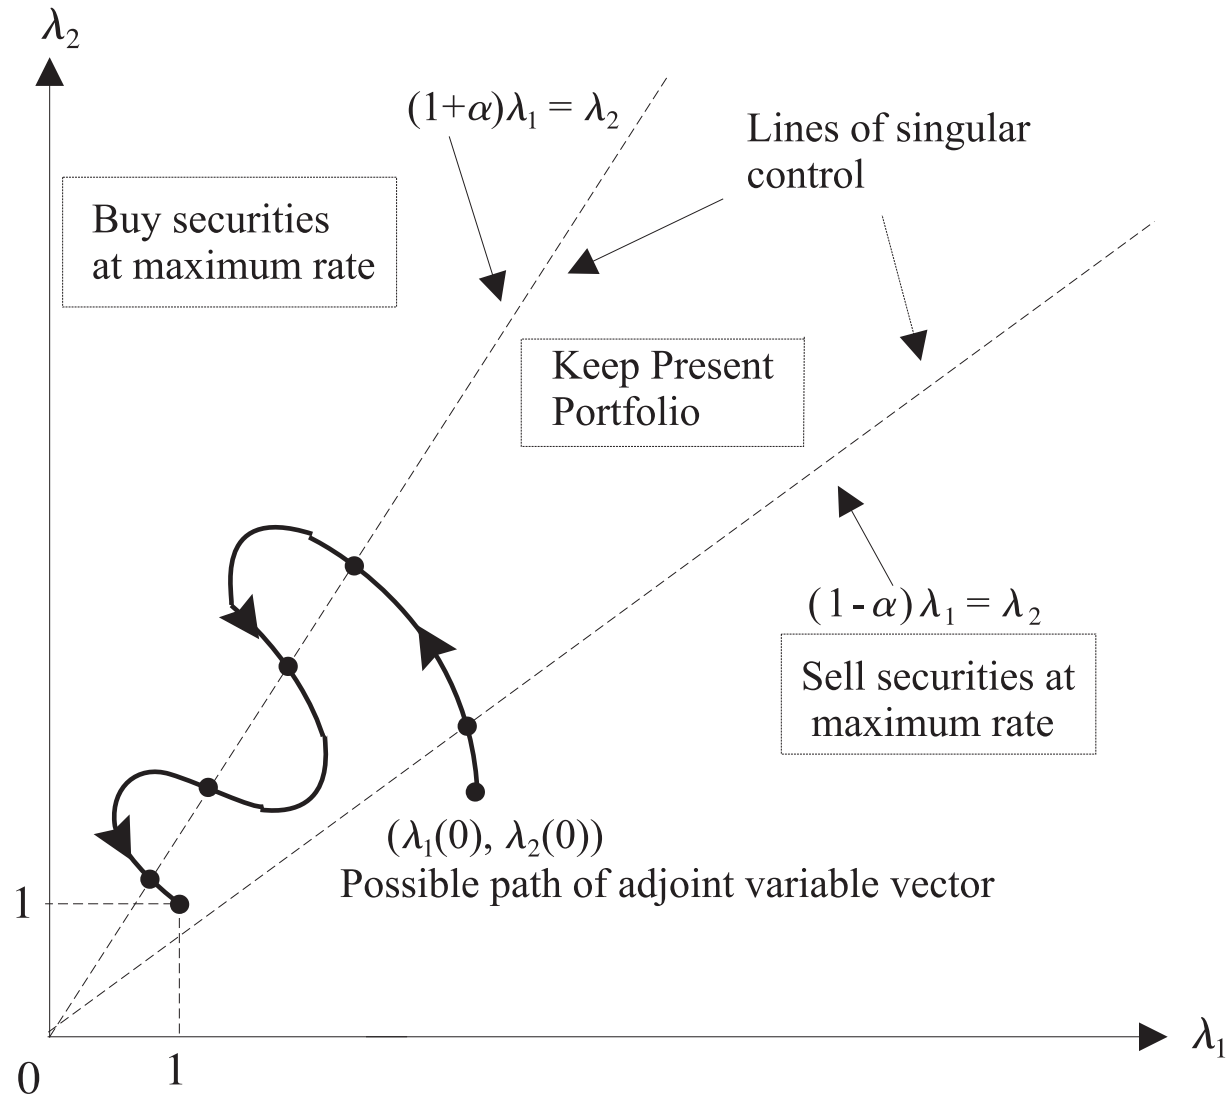 λ₂
(1+α)λ₁ = λ₂
Lines of singular
control
Buy securities
at maximum rate
Keep Present
Portfolio
(1-α)λ₁ = λ₂
Sell securities at
maximum rate
(λ₁(0), λ₂(0))
Possible path of adjoint variable vector
1
λ₁
0
1